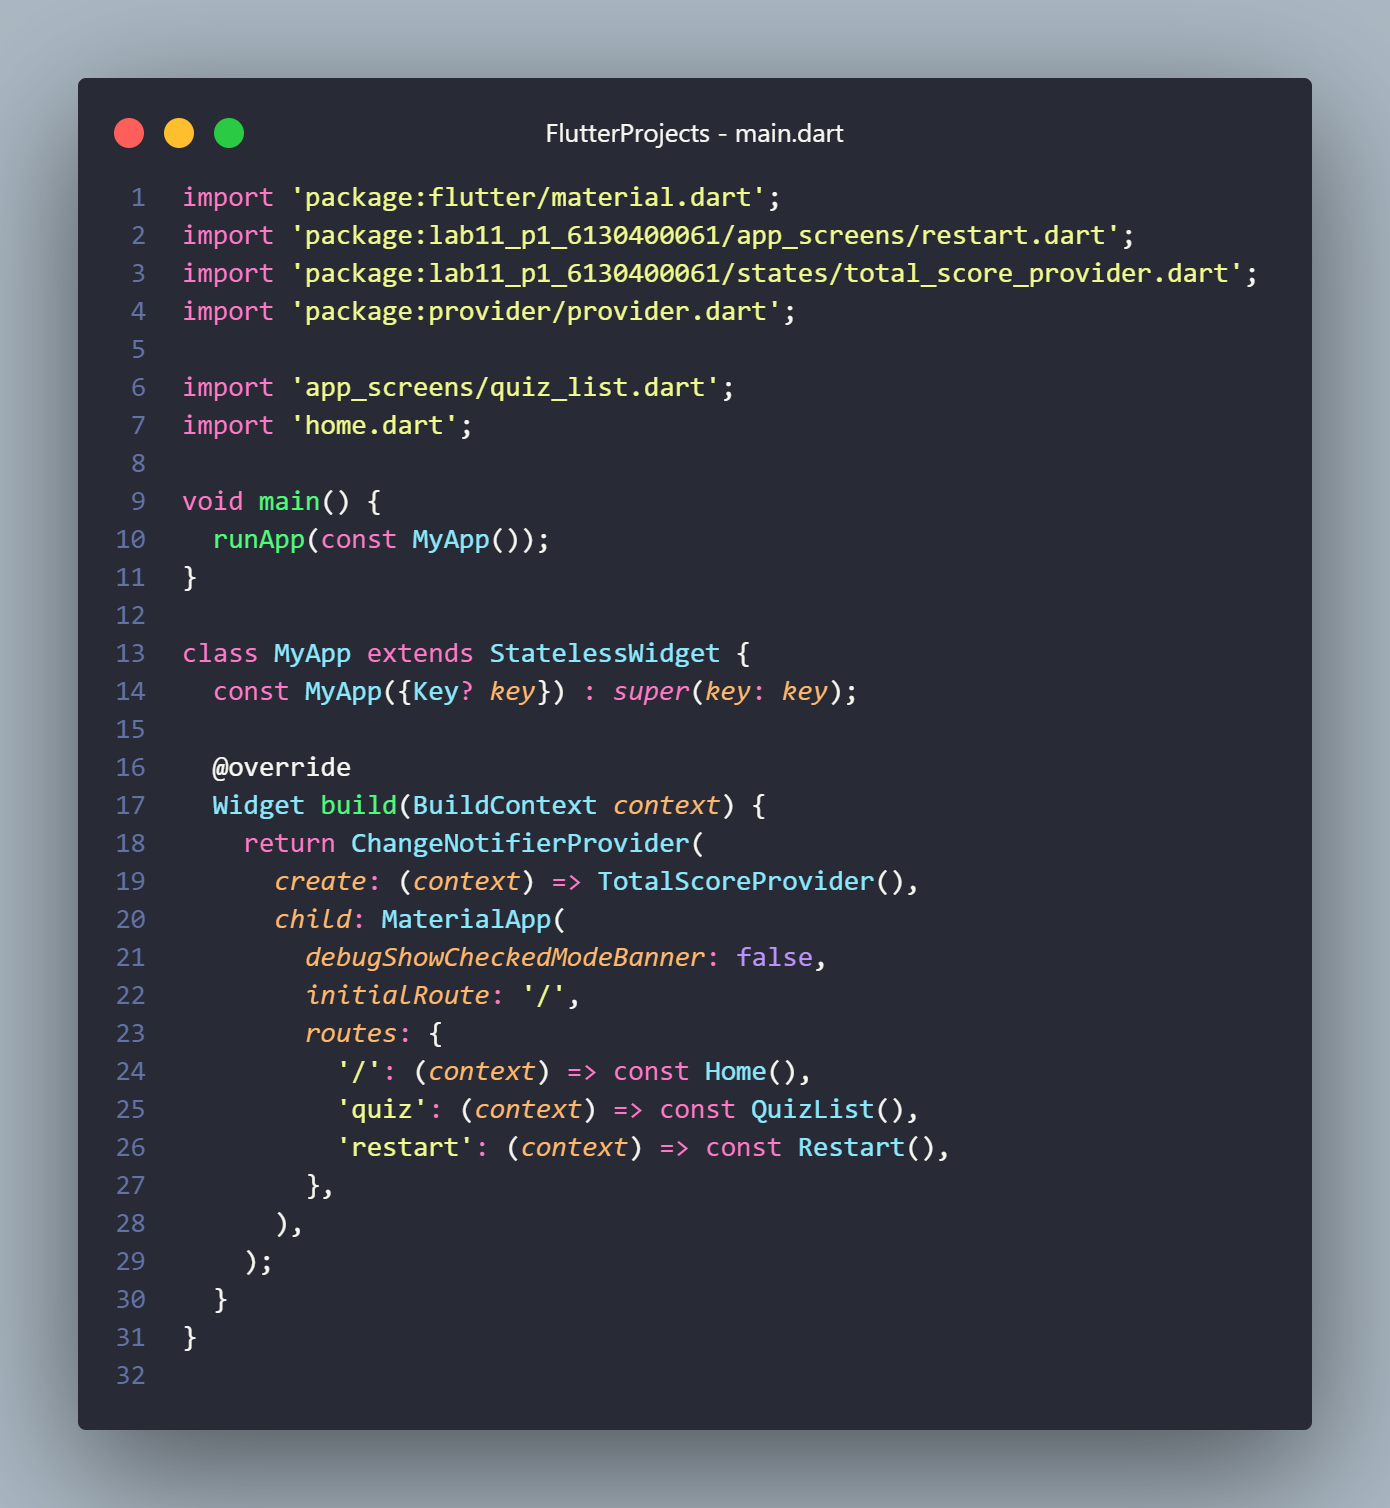 FlutterProjects - main.dart
1 import 'package:flutter/material.dart';
2 import 'package:lab11_p1_6130400061/app_screens/restart.dart';
3 import 'package:lab11_p1_6130400061/states/total_score_provider.dart';
4 import 'package:provider/provider.dart';
5
6 import 'app_screens/quiz_list.dart';
7 import 'home.dart';
8
9 void main() {
10   runApp(const MyApp());
11 }
12
13 class MyApp extends StatelessWidget {
14   const MyApp({Key? key}) : super(key: key);
15
16   @override
17   Widget build(BuildContext context) {
18     return ChangeNotifierProvider(
19       create: (context) => TotalScoreProvider(),
20       child: MaterialApp(
21         debugShowCheckedModeBanner: false,
22         initialRoute: '/',
23         routes: {
24           '/': (context) => const Home(),
25           'quiz': (context) => const QuizList(),
26           'restart': (context) => const Restart(),
27         },
28       ),
29     );
30   }
31 }
32